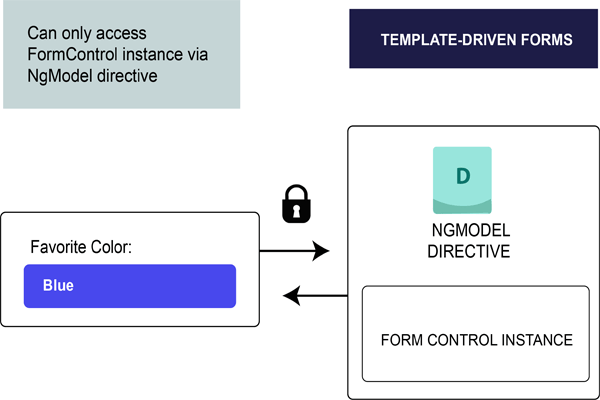 Can only access
FormControl instance via
NgModel directive
TEMPLATE-DRIVEN FORMS
D
NGMODEL
DIRECTIVE
Favorite Color:
Blue
FORM CONTROL INSTANCE